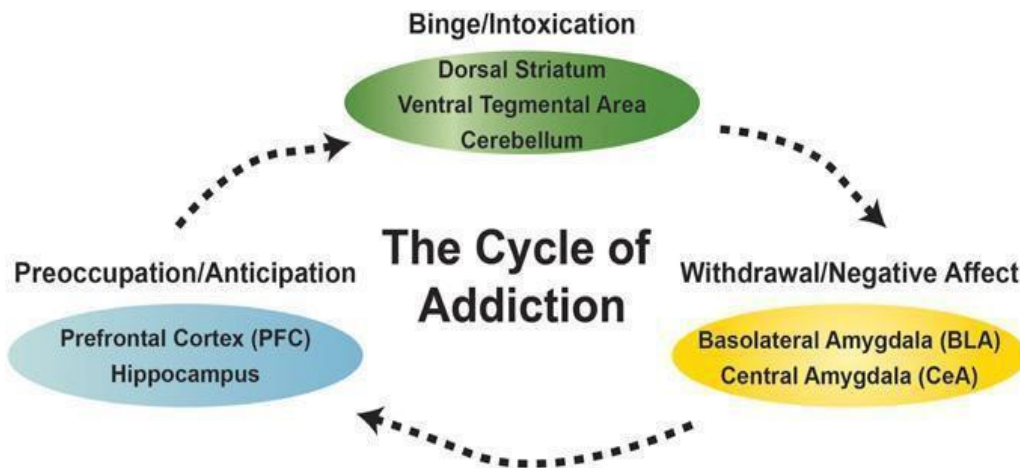 Binge/Intoxication
Dorsal Striatum
Ventral Tegmental Area
Cerebellum
The Cycle of
Addiction
Preoccupation/Anticipation
Prefrontal Cortex (PFC)
Hippocampus
Withdrawal/Negative Affect
Basolateral Amygdala (BLA)
Central Amygdala (CeA)